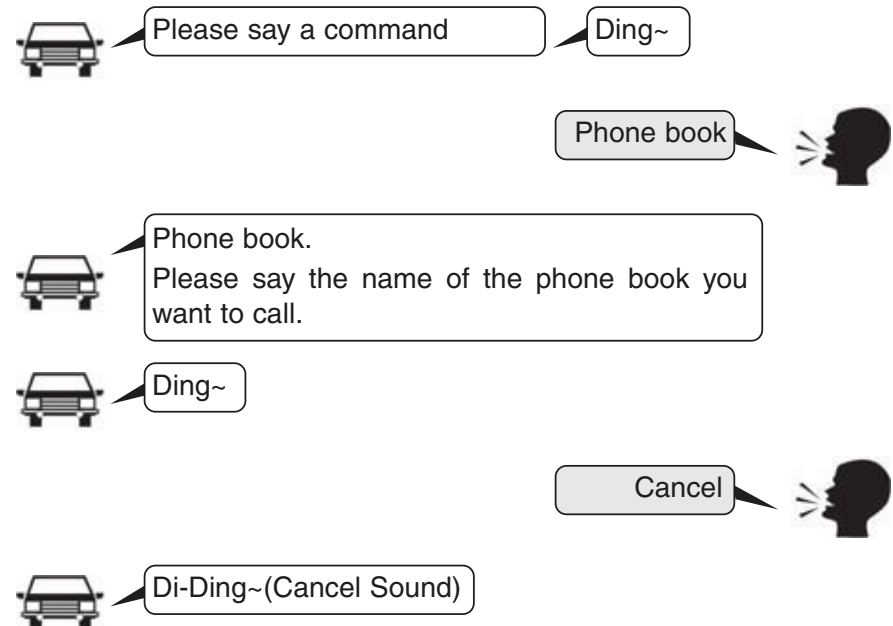 Please say a command
Ding~
Phone book
Phone book.
Please say the name of the phone book you
want to call.
Ding~
Cancel
Di-Ding~(Cancel Sound)